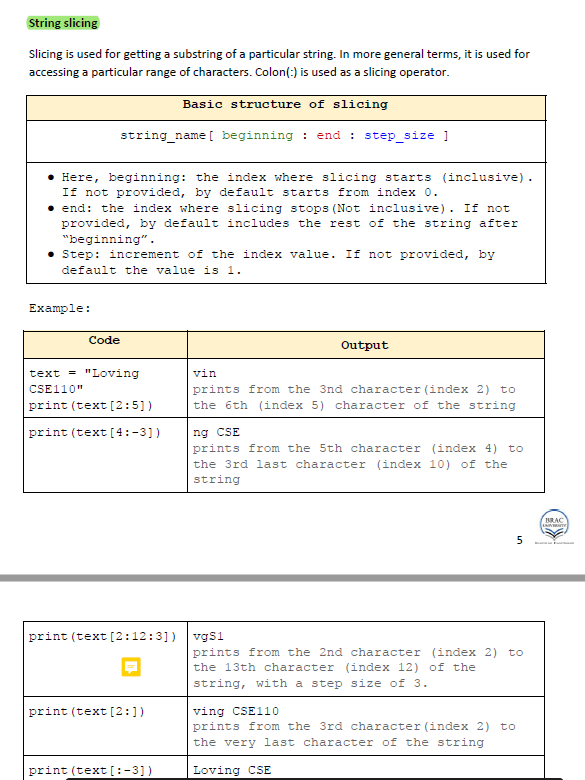 String slicing
Slicing is used for getting a substring of a particular string. In more general terms, it is used for
accessing a particular range of characters. Colon(:) is used as a slicing operator.
Basic structure of slicing
string_name[ beginning : end : step_size ]
● Here, beginning: the index where slicing starts (inclusive).
If not provided, by default starts from index 0.
● end: the index where slicing stops(Not inclusive). If not
provided, by default includes the rest of the string after
“beginning”.
● Step: increment of the index value. If not provided, by
default the value is 1.
Example:
Code
Output
text = "Loving
CSE110"
print(text[2:5])
vin
prints from the 3nd character(index 2) to
the 6th (index 5) character of the string
print(text[4:-3])
ng CSE
prints from the 5th character (index 4) to
the 3rd last character (index 10) of the
string
BRAC
UNIVERSITY
5
print(text[2:12:3])
vgS1
prints from the 2nd character (index 2) to
the 13th character (index 12) of the
string, with a step size of 3.
print(text[2:])
ving CSE110
prints from the 3rd character(index 2) to
the very last character of the string
print(text[:-3])
Loving CSE